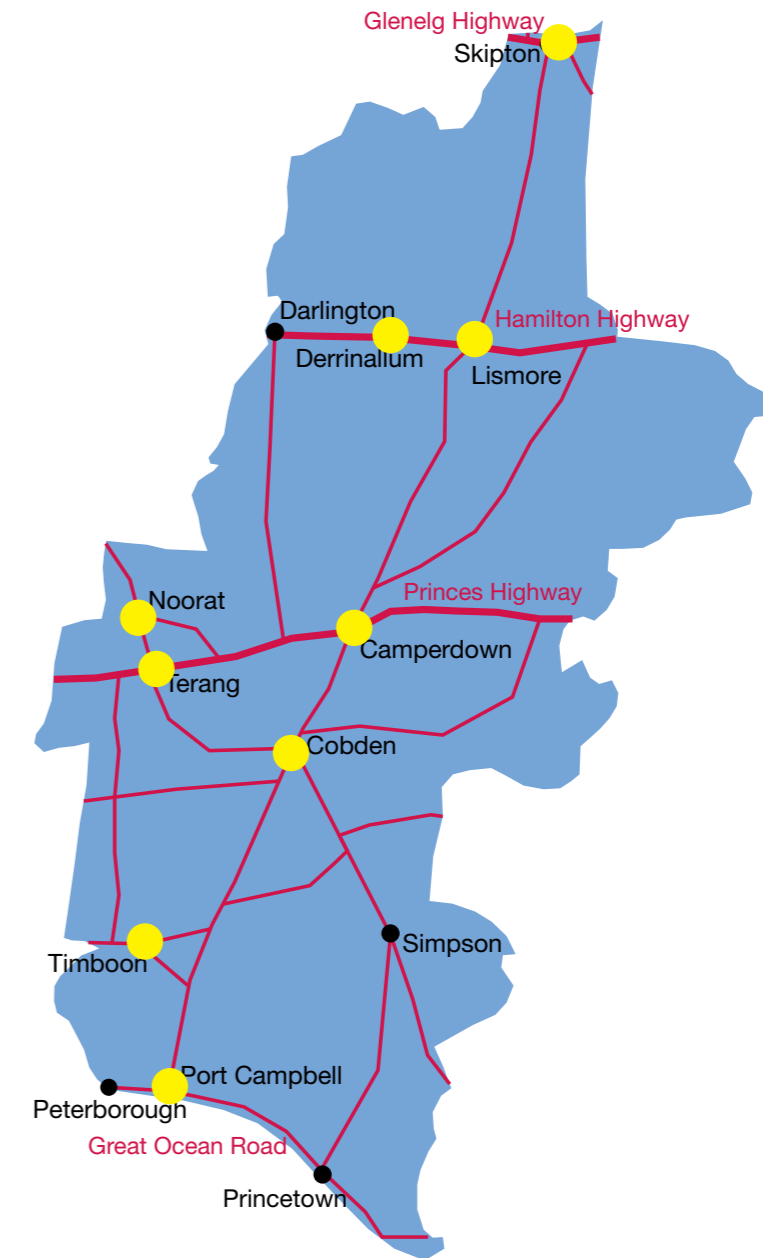 Glenelg Highway
Skipton
Darlington
Hamilton Highway
Derrinallum
Lismore
Princes Highway
Noorat
Camperdown
Terang
Cobden
Simpson
Timboon
Port Campbell
Peterborough
Great Ocean Road
Princetown